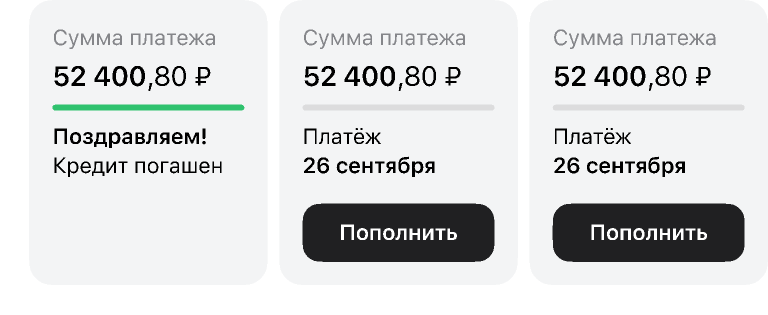 Сумма платежа
52 400,80 ₽
Поздравляем!
Кредит погашен
Сумма платежа
52 400,80 ₽
Платёж
26 сентября
Пополнить
Сумма платежа
52 400,80 ₽
Платёж
26 сентября
Пополнить